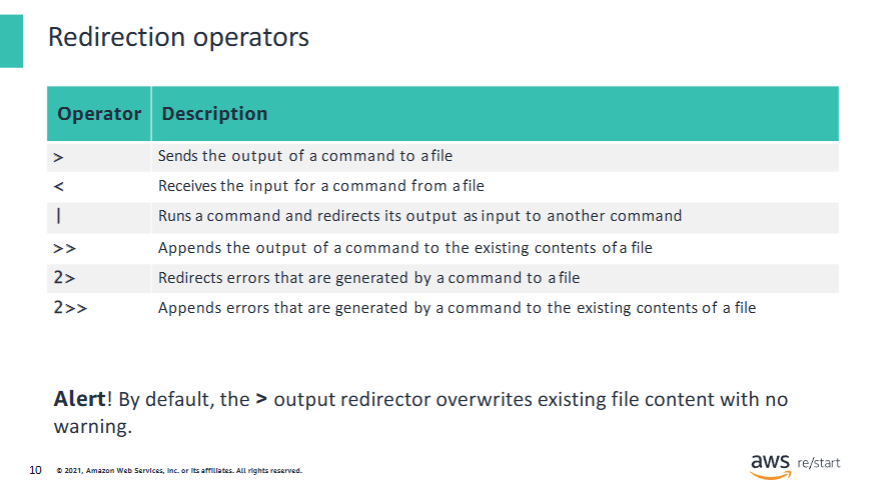 Redirection operators
Operator Description
> Sends the output of a command to a file
< Receives the input for a command from a file
| Runs a command and redirects its output as input to another command
>> Appends the output of a command to the existing contents of a file
2> Redirects errors that are generated by a command to a file
2>> Appends errors that are generated by a command to the existing contents of a file
Alert! By default, the > output redirector overwrites existing file content with no
warning.
10 © 2021, Amazon Web Services, Inc. or its affiliates. All rights reserved.
aws re/start